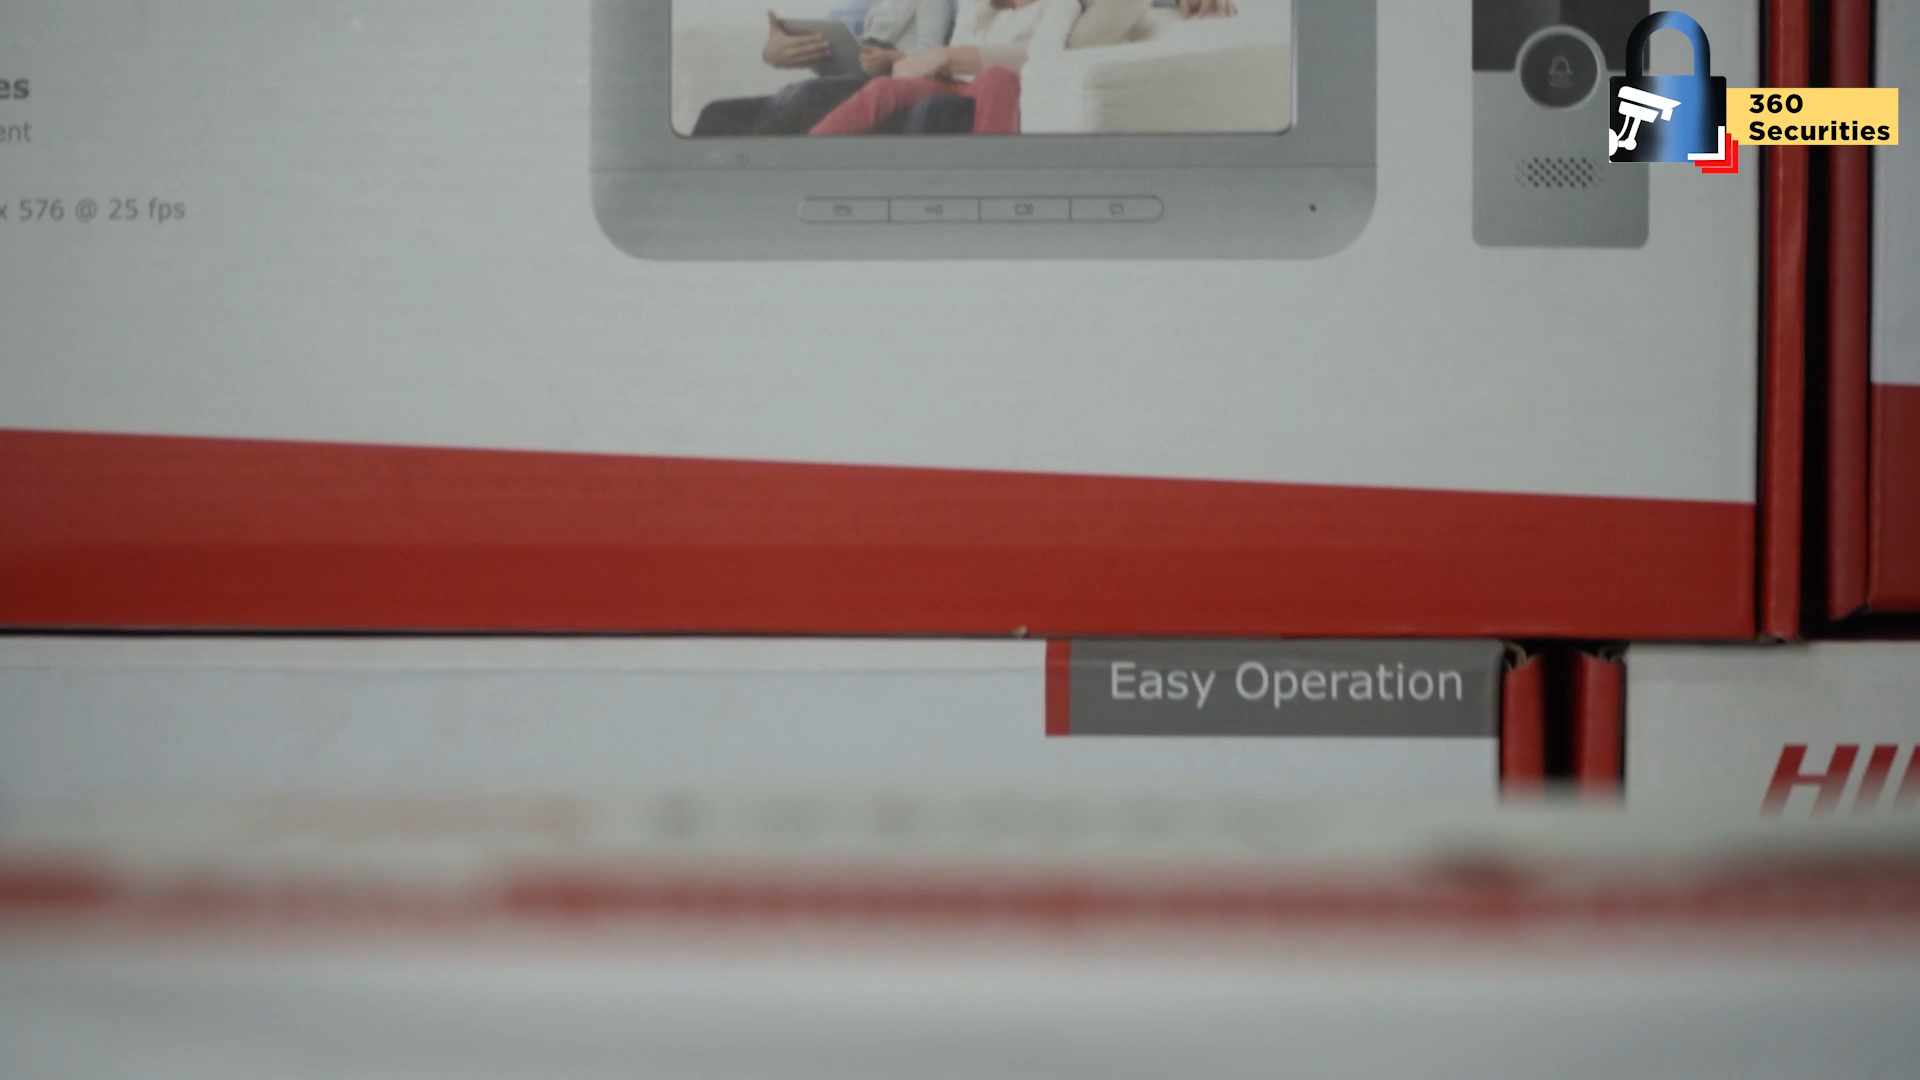 es
ent
x 576 @ 25 fps
360
Securities
Easy Operation
HI